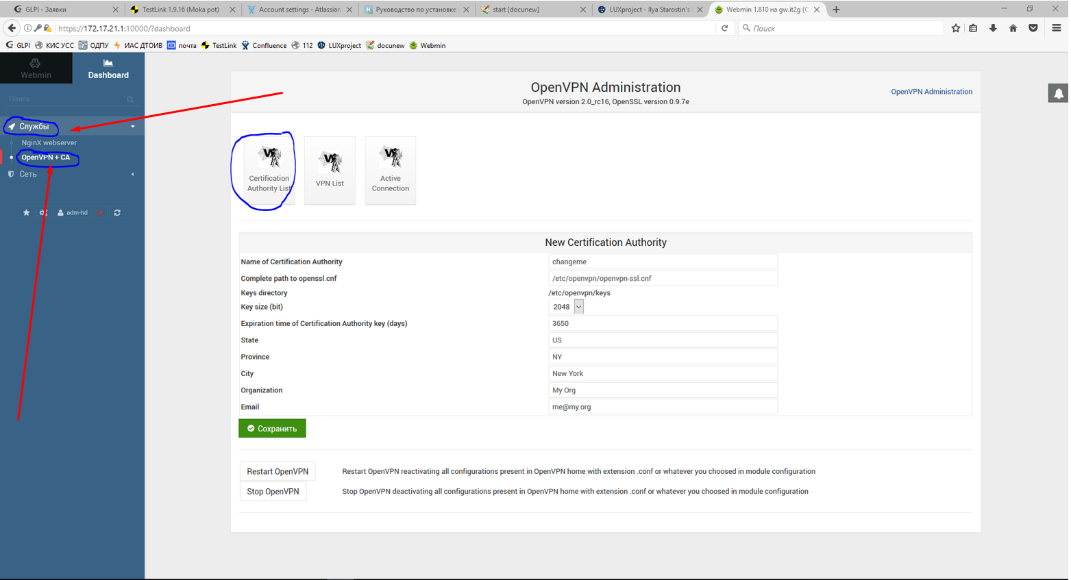 GLPI - Заявки
TestLink 1.9.16 (Moka pot)
Account settings - Atlassian
Руководство по установке
start [docunew]
LUXproject - Ilya Starostin's
Webmin 1.810 на gw.it2g (
https://172.17.21.1:10000/?dashboard
Поиск
GLPI КИС УСС ОДПУ ИАС ДТОИВ почта TestLink Confluence 112 LUXproject docunew Webmin
Webmin
Dashboard
Поиск
Службы
NginX webserver
OpenVPN + CA
Сеть
adm-hd
OpenVPN Administration
OpenVPN version 2.0_rc16, OpenSSL version 0.9.7e
OpenVPN Administration
Certification
Authority List
VPN List
Active
Connection
New Certification Authority
Name of Certification Authority changeme
Complete path to openssl.cnf /etc/openvpn/openvpn-ssl.cnf
Keys directory /etc/openvpn/keys
Key size (bit) 2048
Expiration time of Certification Authority key (days) 3650
State US
Province NY
City New York
Organization My Org
Email me@my.org
Сохранить
Restart OpenVPN Restart OpenVPN reactivating all configurations present in OpenVPN home with extension .conf or whatever you choosed in module configuration
Stop OpenVPN Stop OpenVPN deactivating all configurations present in OpenVPN home with extension .conf or whatever you choosed in module configuration